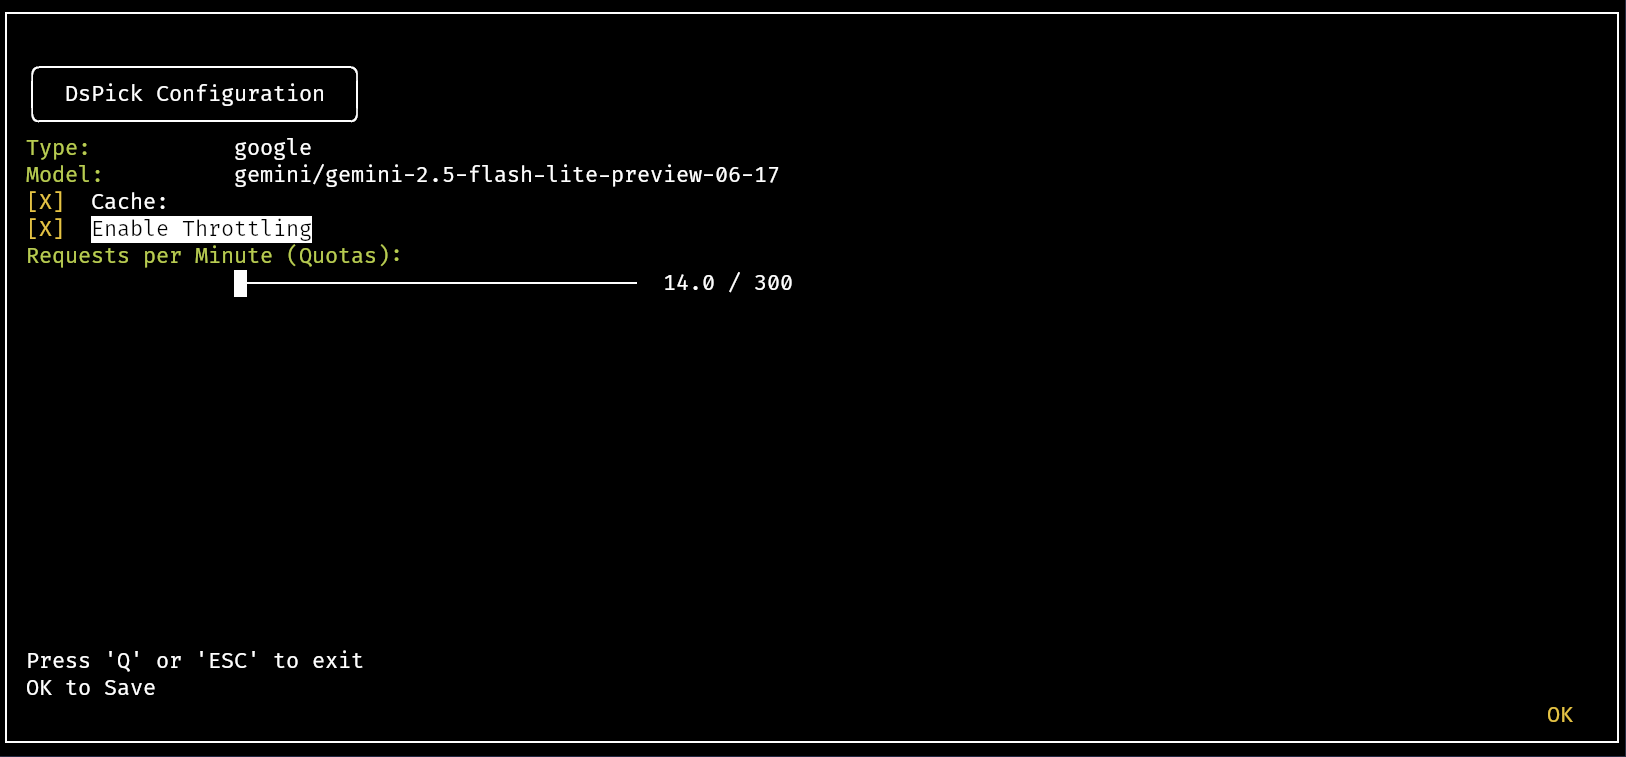 DsPick Configuration
Type: google
Model: gemini/gemini-2.5-flash-lite-preview-06-17
[X] Cache:
[X] Enable Throttling
Requests per Minute (Quotas):
14.0 / 300
Press 'Q' or 'ESC' to exit
OK to Save
OK